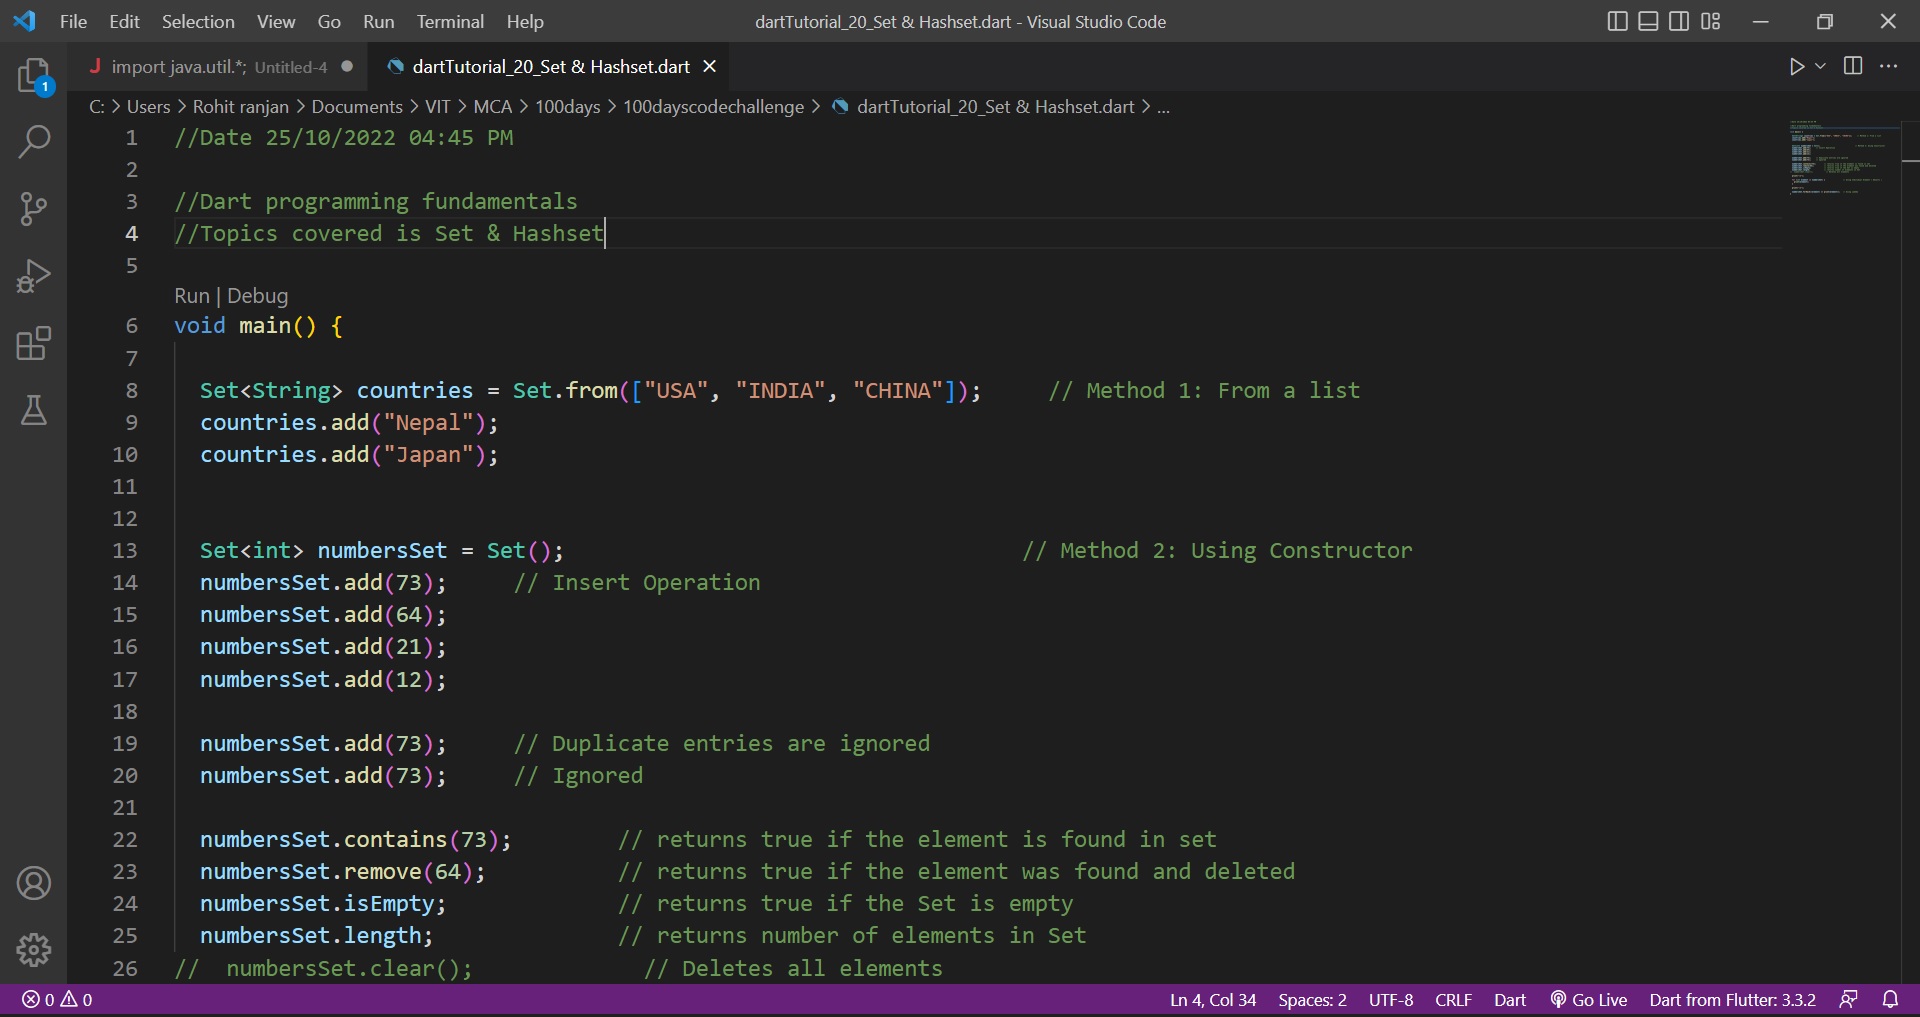 File Edit Selection View Go Run Terminal Help dartTutorial_20_Set & Hashset.dart - Visual Studio Code
J import java.util.*; Untitled-4 ● dartTutorial_20_Set & Hashset.dart ×
C: > Users > Rohit ranjan > Documents > VIT > MCA > 100days > 100dayscodechallenge > dartTutorial_20_Set & Hashset.dart > ...
1
1 //Date 25/10/2022 04:45 PM
2
3 //Dart programming fundamentals
4 //Topics covered is Set & Hashset
5
Run | Debug
6 void main() {
7
8 Set<String> countries = Set.from(["USA", "INDIA", "CHINA"]); // Method 1: From a list
9 countries.add("Nepal");
10 countries.add("Japan");
11
12
13 Set<int> numbersSet = Set(); // Method 2: Using Constructor
14 numbersSet.add(73); // Insert Operation
15 numbersSet.add(64);
16 numbersSet.add(21);
17 numbersSet.add(12);
18
19 numbersSet.add(73); // Duplicate entries are ignored
20 numbersSet.add(73); // Ignored
21
22 numbersSet.contains(73); // returns true if the element is found in set
23 numbersSet.remove(64); // returns true if the element was found and deleted
24 numbersSet.isEmpty; // returns true if the Set is empty
25 numbersSet.length; // returns number of elements in Set
26 // numbersSet.clear(); // Deletes all elements
0 0 Ln 4, Col 34 Spaces: 2 UTF-8 CRLF Dart Go Live Dart from Flutter: 3.3.2